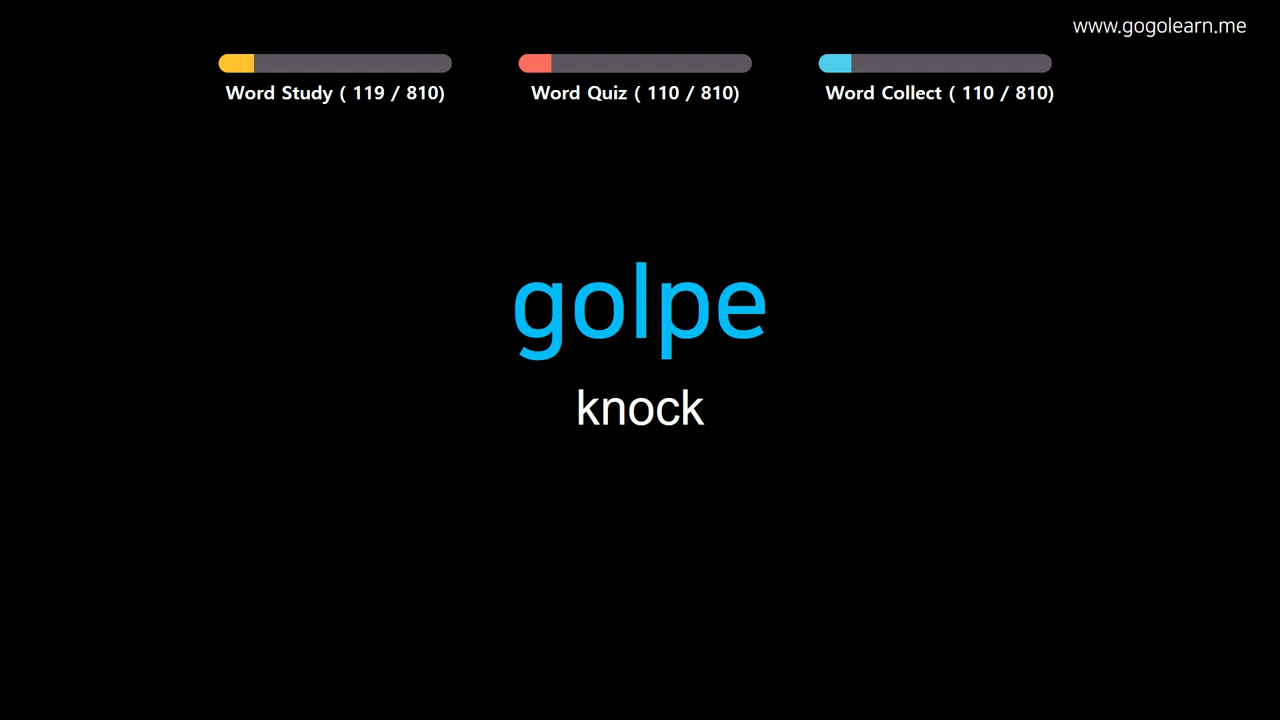 www.gogolearn.me
Word Study ( 119 / 810)
Word Quiz ( 110 / 810)
Word Collect ( 110 / 810)
golpe
knock